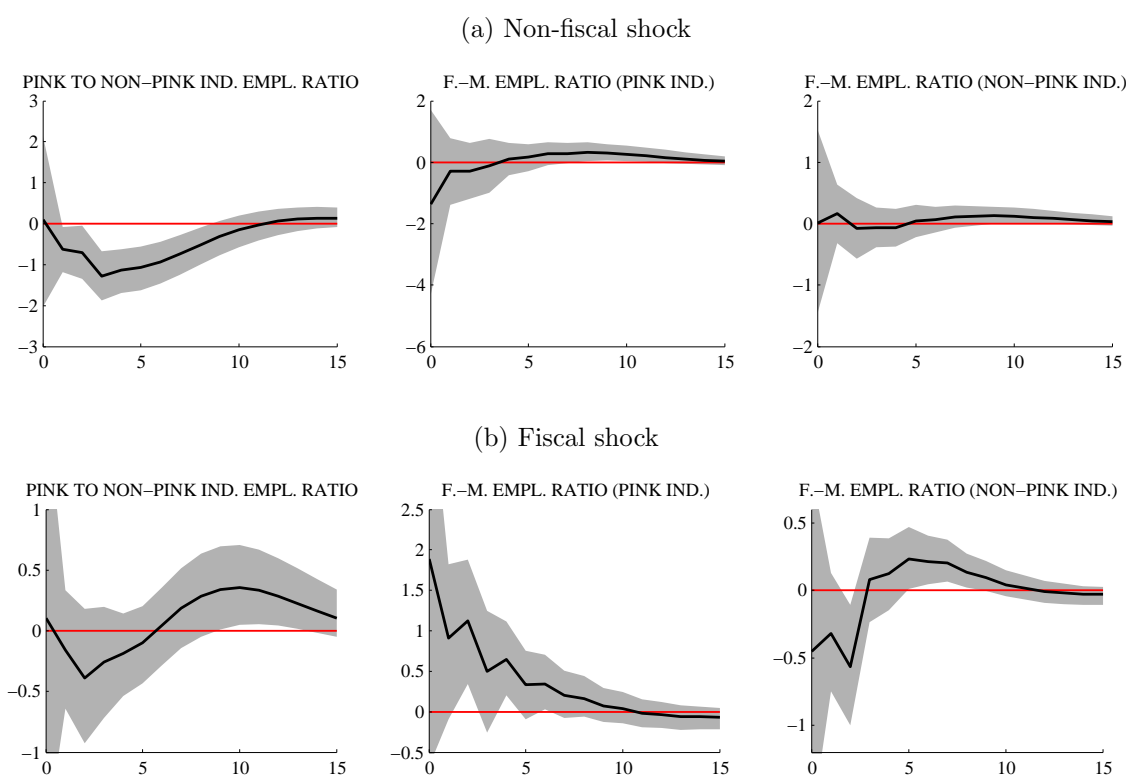 (a) Non-fiscal shock
PINK TO NON−PINK IND. EMPL. RATIO
3
2
1
0
−1
−2
−3
0 5 10 15
F.−M. EMPL. RATIO (PINK IND.)
2
0
−2
−4
−6
0 5 10 15
F.−M. EMPL. RATIO (NON−PINK IND.)
2
1
0
−1
−2
0 5 10 15
(b) Fiscal shock
PINK TO NON−PINK IND. EMPL. RATIO
1
0.5
0
−0.5
−1
0 5 10 15
F.−M. EMPL. RATIO (PINK IND.)
2.5
2
1.5
1
0.5
0
−0.5
0 5 10 15
F.−M. EMPL. RATIO (NON−PINK IND.)
0.5
0
−0.5
−1
0 5 10 15